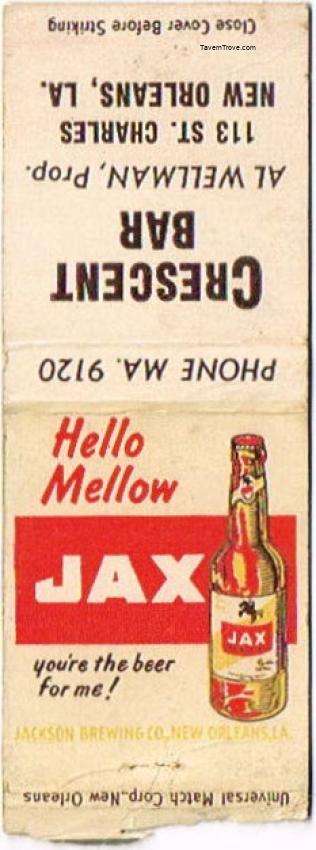 Close Cover Before Striking
TavernTrove.com
113 ST. CHARLES
NEW ORLEANS, LA.
AL WELLMAN, Prop.
CRESCENT
BAR
PHONE MA. 9120
Hello
Mellow
JAX
JAX
you're the beer
for me!
JACKSON BREWING CO., NEW ORLEANS, LA.
Universal Match Corp., New Orleans